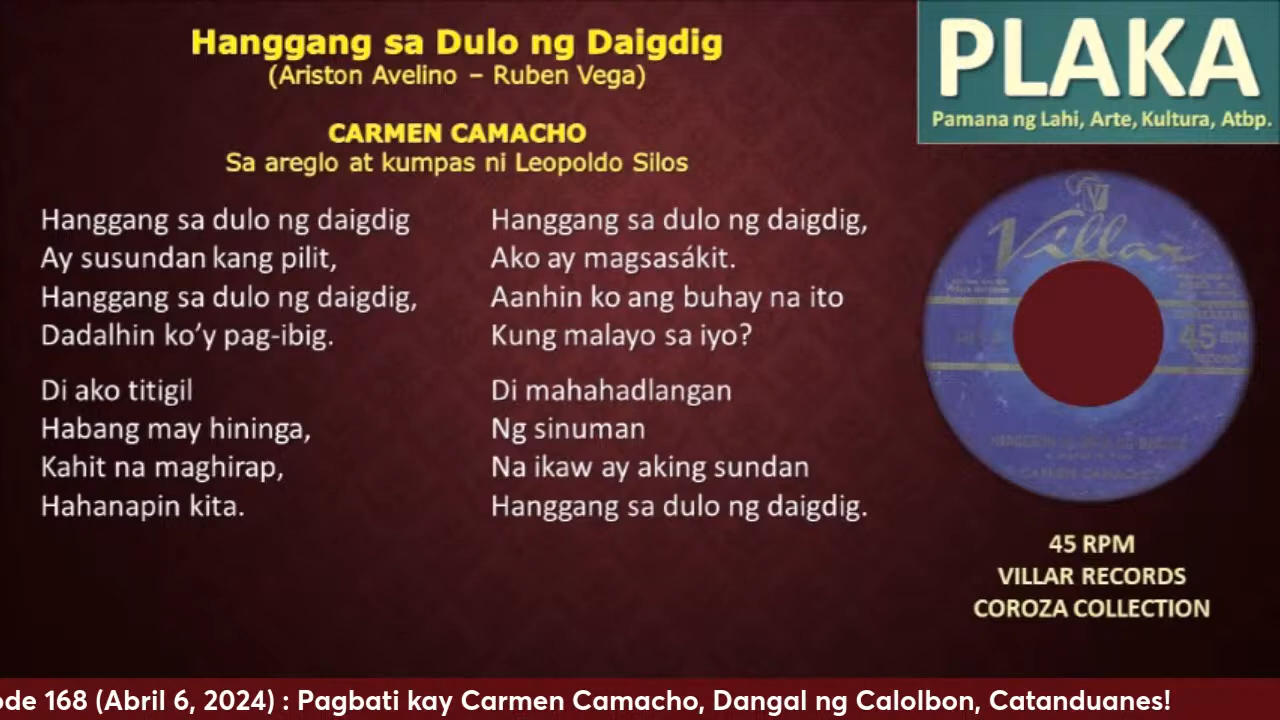 Hanggang sa Dulo ng Daigdig
(Ariston Avelino – Ruben Vega)
CARMEN CAMACHO
Sa areglo at kumpas ni Leopoldo Silos
Hanggang sa dulo ng daigdig
Ay susundan kang pilit,
Hanggang sa dulo ng daigdig,
Dadalhin ko’y pag-ibig.
Di ako titigil
Habang may hininga,
Kahit na maghirap,
Hahanapin kita.
Hanggang sa dulo ng daigdig,
Ako ay magsasákit.
Aanhin ko ang buhay na ito
Kung malayo sa iyo?
Di mahahadlangan
Ng sinuman
Na ikaw ay aking sundan
Hanggang sa dulo ng daigdig.
PLAKA
Pamana ng Lahi, Arte, Kultura, Atbp.
Villar
45 RPM
CARMEN CAMACHO
45 RPM
VILLAR RECORDS
COROZA COLLECTION
ode 168 (Abril 6, 2024) : Pagbati kay Carmen Camacho, Dangal ng Calolbon, Catanduanes!